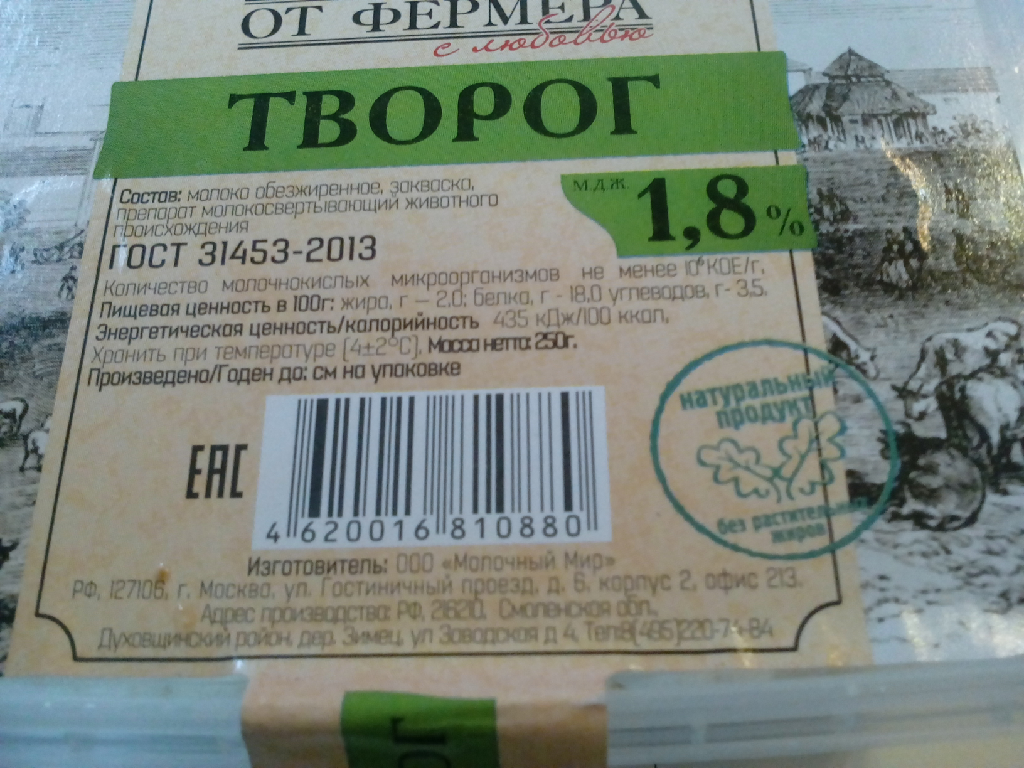 ОТ ФЕРМЕРА
с любовью
ТВОРОГ
М.Д.Ж. 1,8 %
Состав: молоко обезжиренное, закваска,
препарат молокосвертывающий животного
происхождения
ГОСТ 31453-2013
Количество молочнокислых микроорганизмов не менее 10⁶КОЕ/г.
Пищевая ценность в 100г: жира, г – 2,0; белка, г - 18,0 углеводов, г- 3,5.
Энергетическая ценность/калорийность 435 кДж/100 ккал.
Хранить при температуре (4±2°С). Масса нетто: 250г.
Произведено/Годен до: см на упаковке
натуральный
продукт
без растительных
жиров
ЕАС
4 620016 810880
Изготовитель: ООО «Молочный Мир»
РФ, 127106, г. Москва, ул. Гостиничный проезд, д. 6, корпус 2, офис 213.
Адрес производства: РФ, 216210, Смоленская обл.,
Духовщинский район, дер. Зимец, ул Заводская д 4, Тел:8(495)220-74-84
ОГ